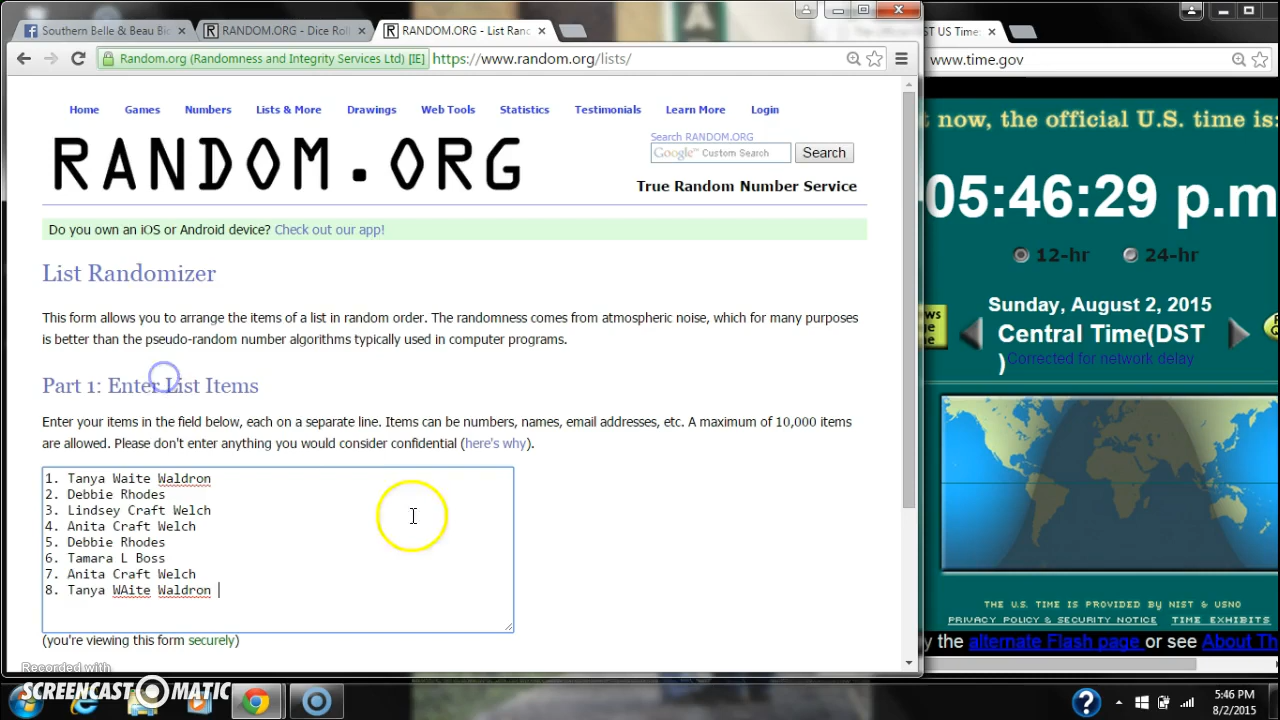 Southern Belle & Beau Bi
RANDOM.ORG - Dice Roll
RANDOM.ORG - List Ran
ST US Time:
Random.org (Randomness and Integrity Services Ltd) [IE]
https://www.random.org/lists/
www.time.gov
Home Games Numbers Lists & More Drawings Web Tools Statistics Testimonials Learn More Login
RANDOM.ORG
Search RANDOM.ORG
Google™ Custom Search
Search
True Random Number Service
Do you own an iOS or Android device? Check out our app!
List Randomizer
This form allows you to arrange the items of a list in random order. The randomness comes from atmospheric noise, which for many purposes
is better than the pseudo-random number algorithms typically used in computer programs.
Part 1: Enter List Items
Enter your items in the field below, each on a separate line. Items can be numbers, names, email addresses, etc. A maximum of 10,000 items
are allowed. Please don't enter anything you would consider confidential (here's why).
1. Tanya Waite Waldron
2. Debbie Rhodes
3. Lindsey Craft Welch
4. Anita Craft Welch
5. Debbie Rhodes
6. Tamara L Boss
7. Anita Craft Welch
8. Tanya WAite Waldron
(you're viewing this form securely)
now, the official U.S. time is:
05:46:29 p.m
12-hr 24-hr
Sunday, August 2, 2015
Central Time(DST
)
Corrected for network delay
THE U.S. TIME IS PROVIDED BY NIST & USNO
PRIVACY POLICY & SECURITY NOTICE TIME EXHIBITS
y the alternate Flash page or see About Th
Recorded with
SCREENCAST MATIC
5:46 PM
8/2/2015